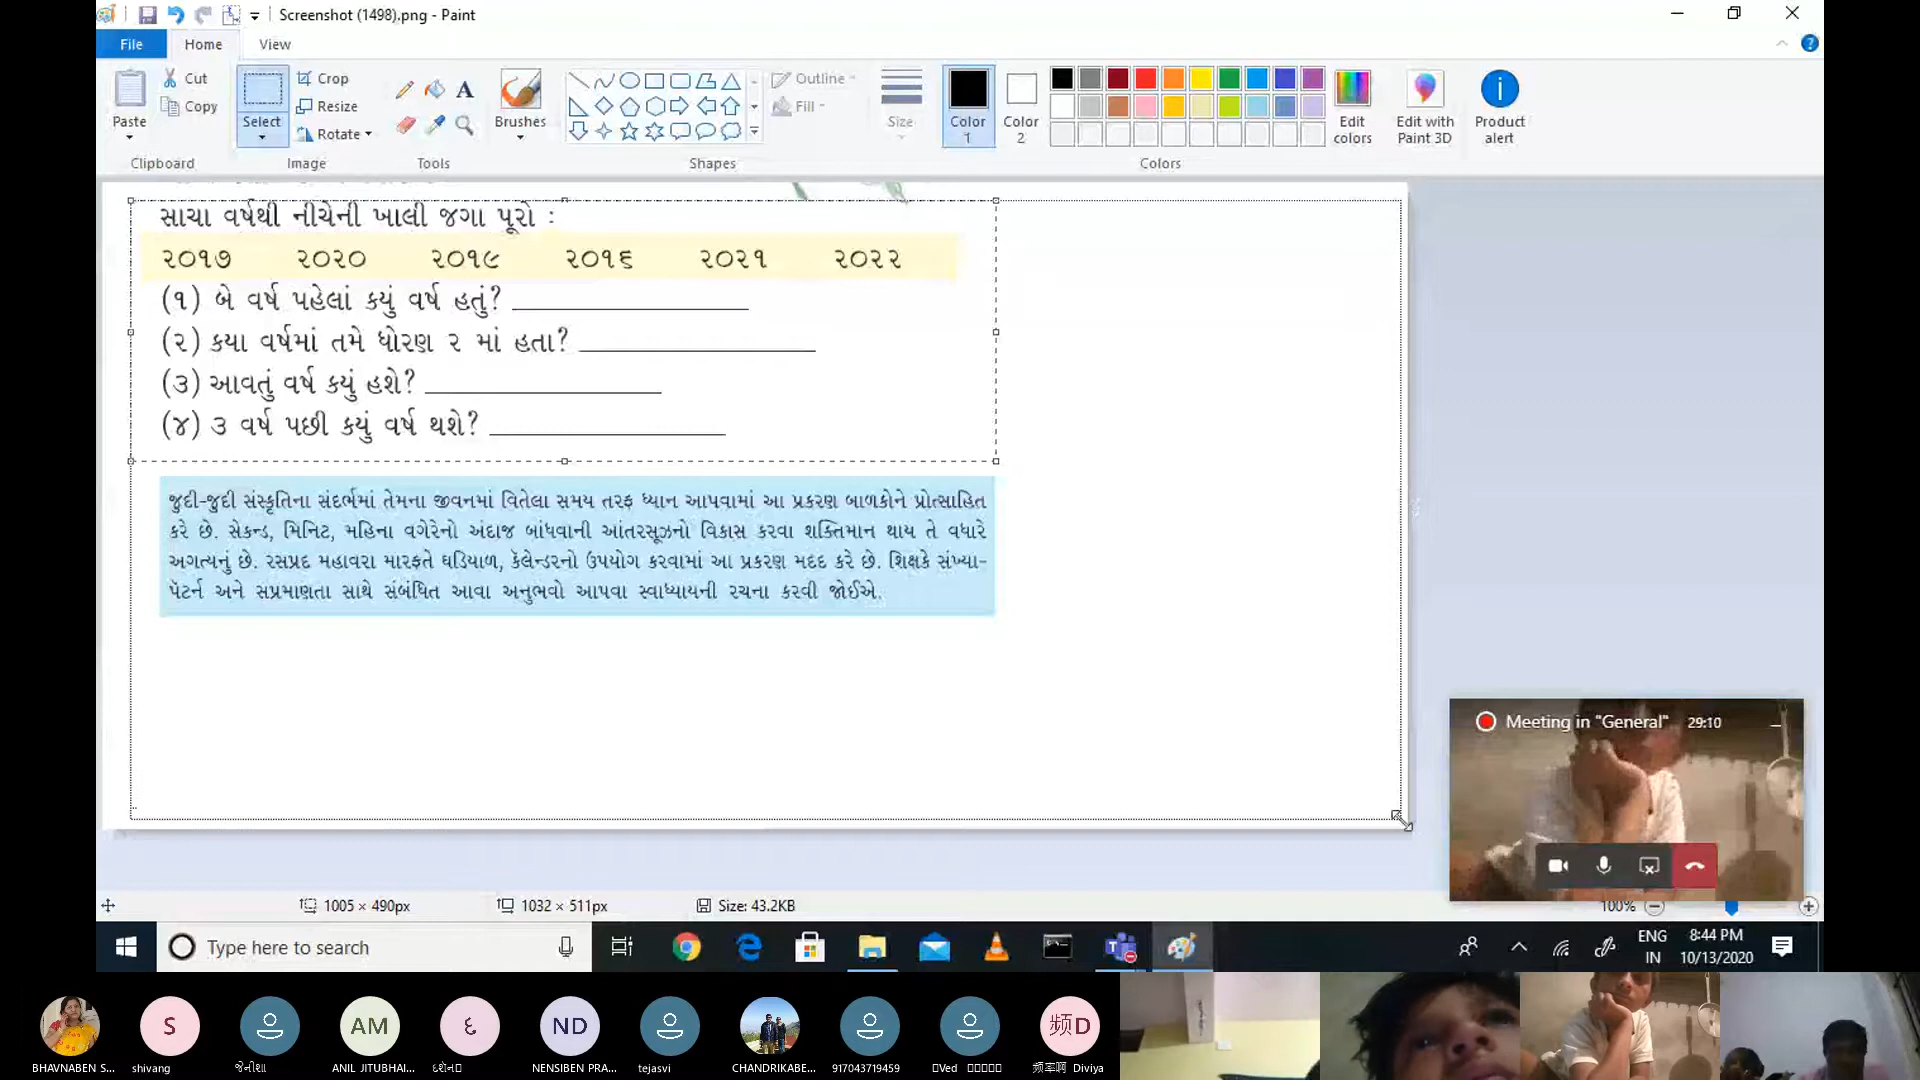 Screenshot (1498).png - Paint
File Home View
Cut
Copy
Paste
Clipboard
Select
Crop
Resize
Rotate
Image
Tools
Brushes
Outline
Fill
Shapes
Size
Color 1
Color 2
Colors
Edit colors
Edit with Paint 3D
Product alert
સાચા વર્ષથી નીચેની ખાલી જગા પૂરો :
૨૦૧૭ ૨૦૨૦ ૨૦૧૯ ૨૦૧૬ ૨૦૨૧ ૨૦૨૨
(૧) બે વર્ષ પહેલાં કયું વર્ષ હતું?
(૨) કયા વર્ષમાં તમે ધોરણ ૨ માં હતા?
(૩) આવતું વર્ષ કયું હશે?
(૪) ૩ વર્ષ પછી કયું વર્ષ થશે?
જુદી-જુદી સંસ્કૃતિના સંદર્ભમાં તેમના જીવનમાં વિતેલા સમય તરફ ધ્યાન આપવામાં આ પ્રકરણ બાળકોને પ્રોત્સાહિત
કરે છે. સેકન્ડ, મિનિટ, મહિના વગેરેનો અંદાજ બાંધવાની આંતરસૂઝનો વિકાસ કરવા શક્તિમાન થાય તે વધારે
અગત્યનું છે. રસપ્રદ મહાવરા મારફતે ઘડિયાળ, કૅલેન્ડરનો ઉપયોગ કરવામાં આ પ્રકરણ મદદ કરે છે. શિક્ષકે સંખ્યા-
પૅટર્ન અને સપ્રમાણતા સાથે સંબંધિત આવા અનુભવો આપવા સ્વાધ્યાયની રચના કરવી જોઈએ.
Meeting in "General" 29:10
1005 × 490px 1032 × 511px Size: 43.2KB 100%
Type here to search
ENG IN
8:44 PM
10/13/2020
S AM દ ND 频D
BHAVNABEN S... shivang જેનીશા ANIL JITUBHAI... NENSIBEN PRA... tejasvi CHANDRIKABE... 917043719459 Ved 频率啊 Diviya